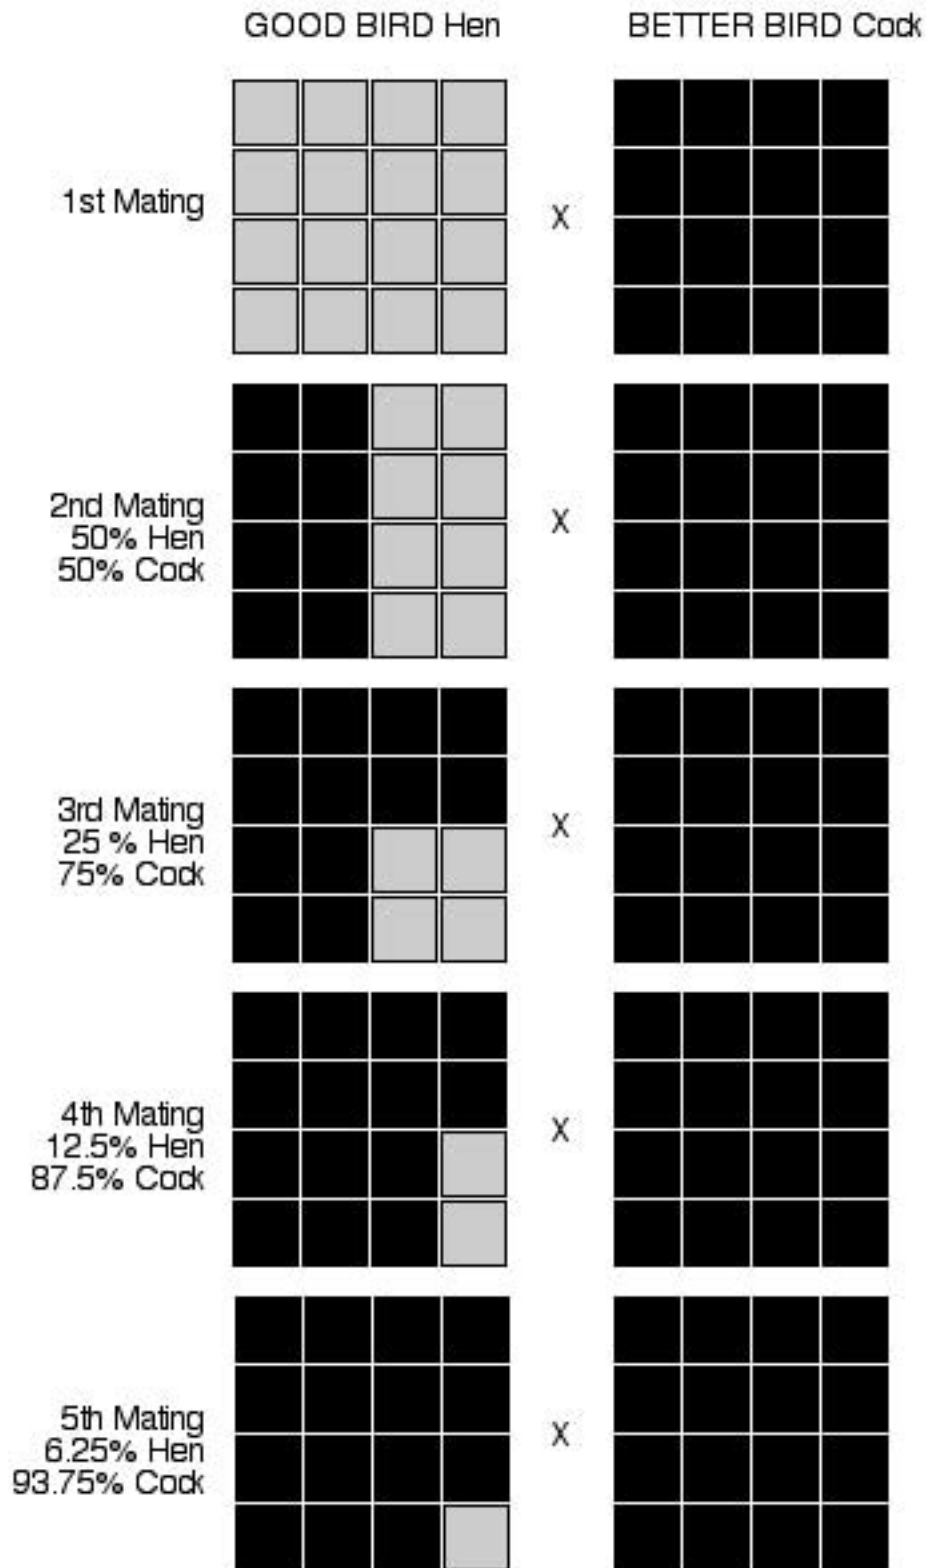 GOOD BIRD Hen
BETTER BIRD Cock
1st Mating
X
2nd Mating
50% Hen
50% Cock
X
3rd Mating
25 % Hen
75% Cock
X
4th Mating
12.5% Hen
87.5% Cock
X
5th Mating
6.25% Hen
93.75% Cock
X